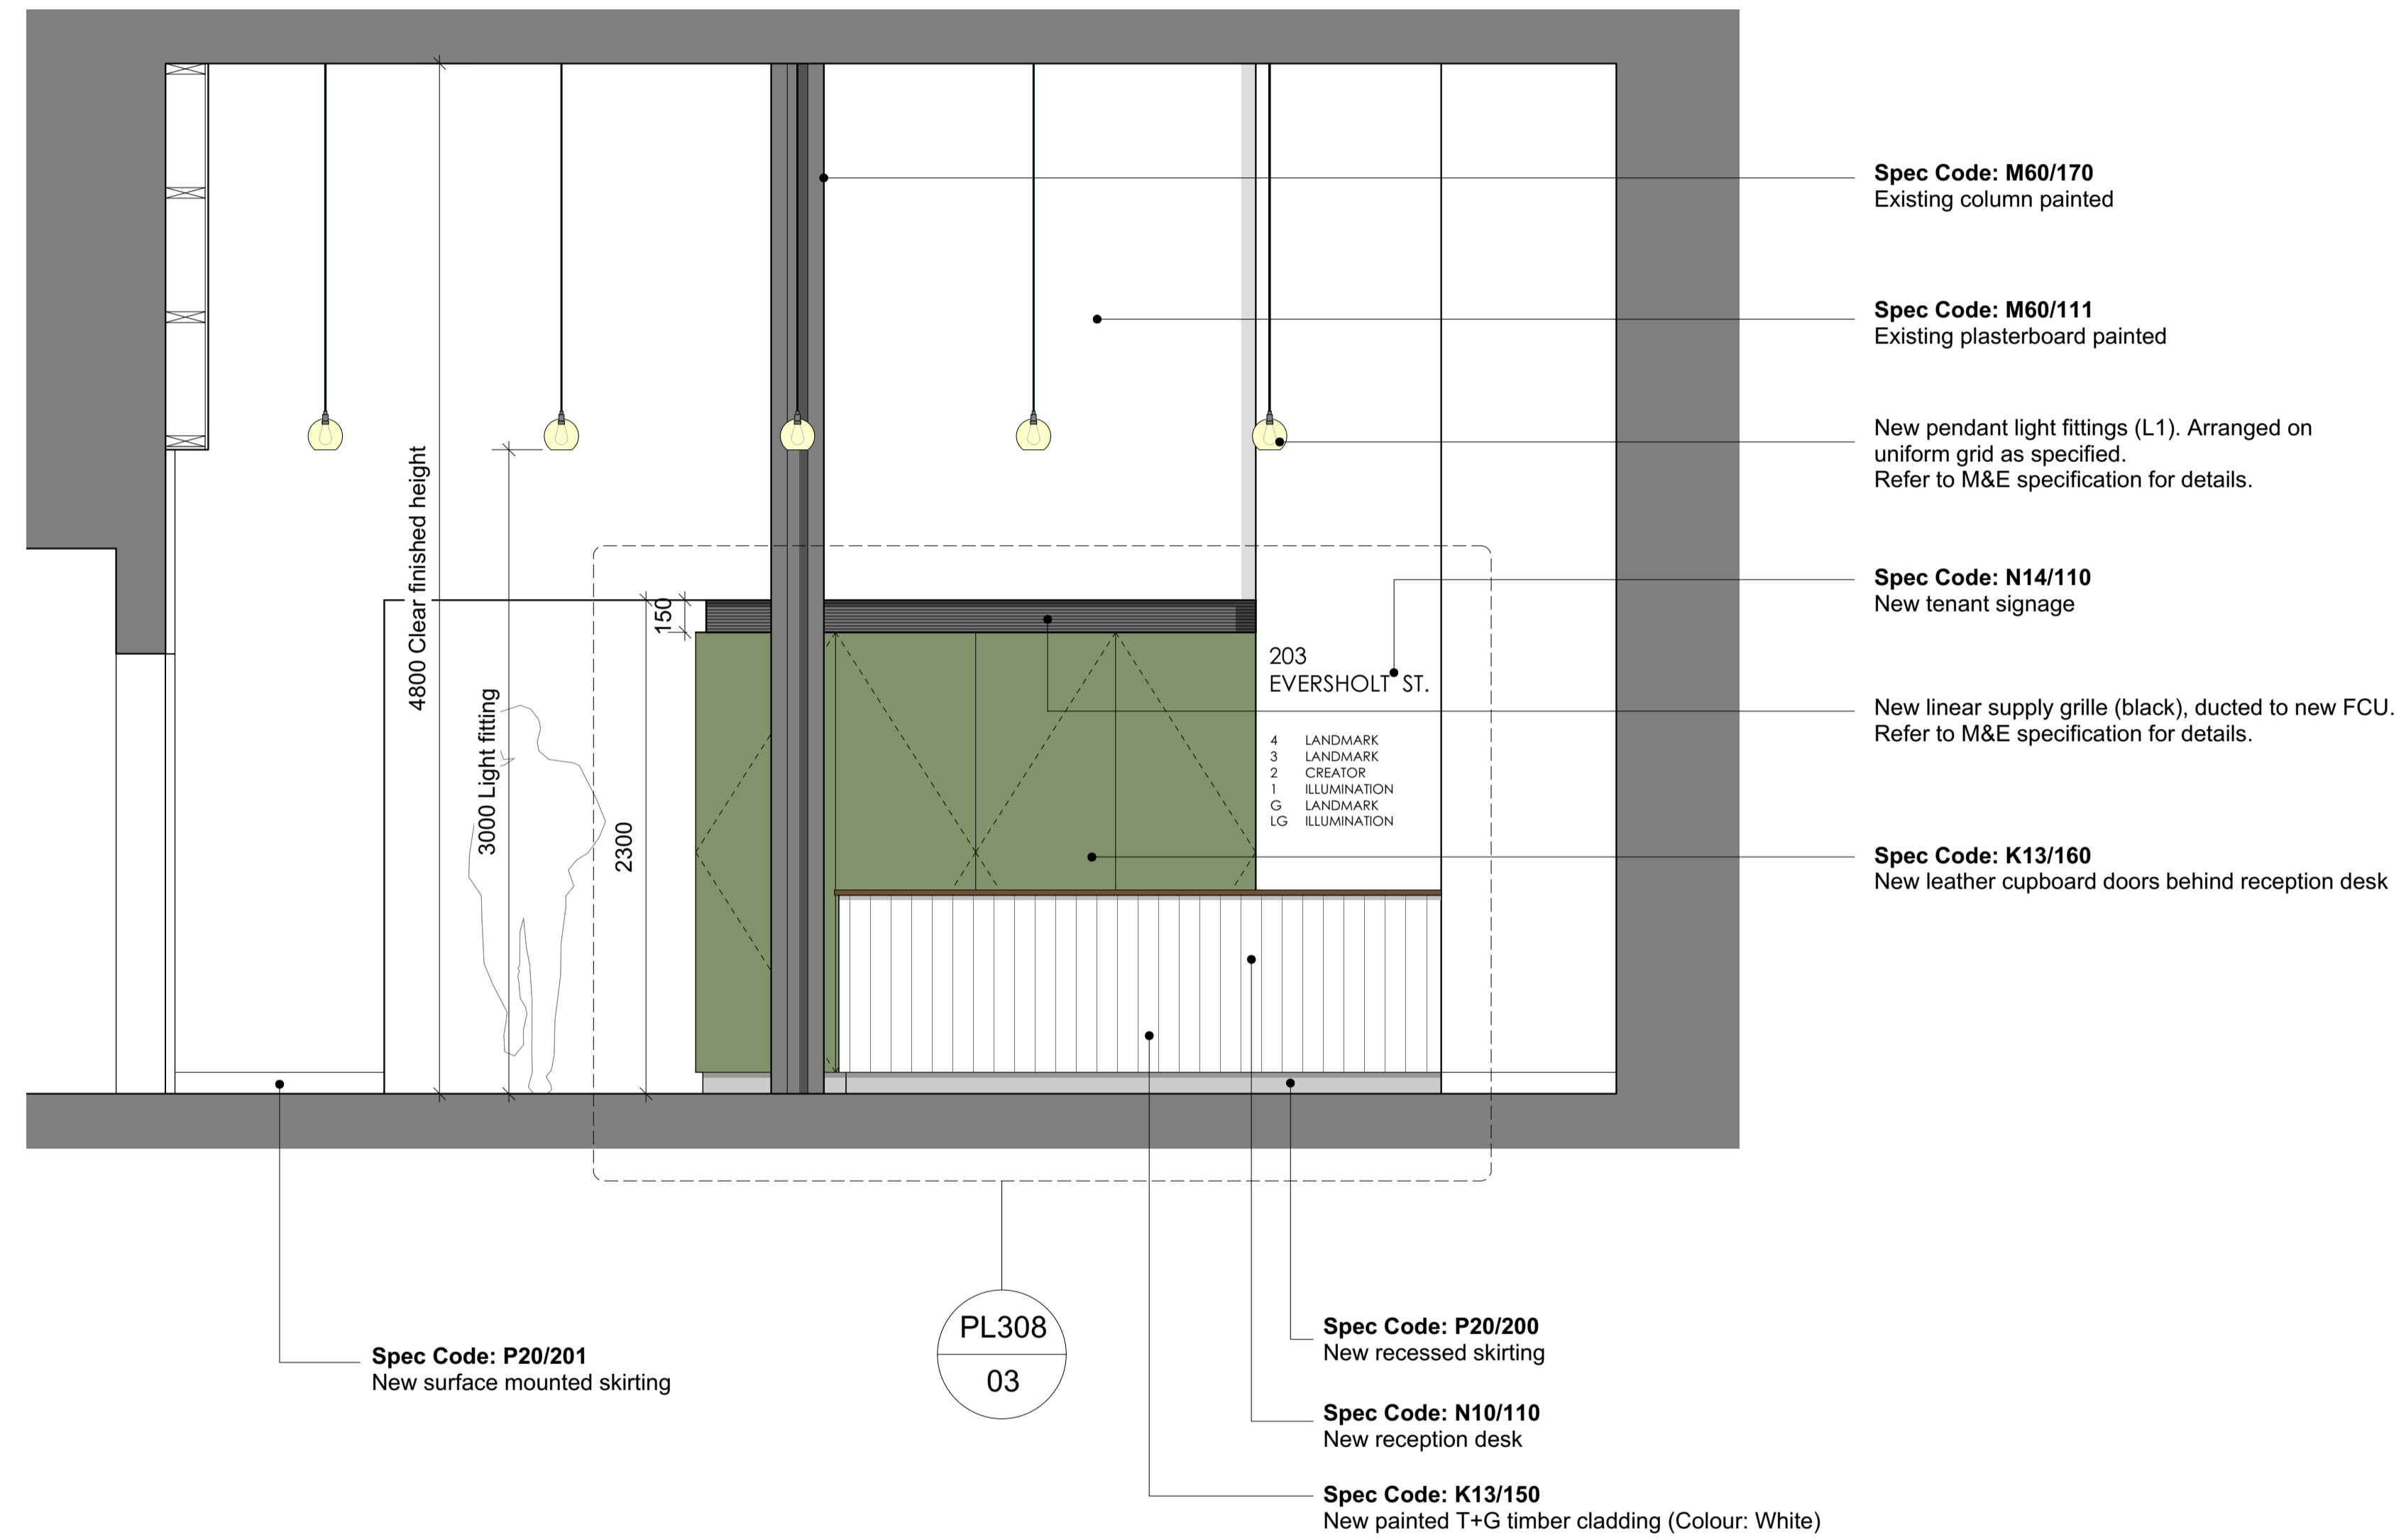 Spec Code: M60/170
Existing column painted
Spec Code: M60/111
Existing plasterboard painted
New pendant light fittings (L1). Arranged on
uniform grid as specified.
Refer to M&E specification for details.
Spec Code: N14/110
New tenant signage
New linear supply grille (black), ducted to new FCU.
Refer to M&E specification for details.
Spec Code: K13/160
New leather cupboard doors behind reception desk
4800 Clear finished height
3000 Light fitting
2300
150
203
EVERSHOLT ST.
4 LANDMARK
3 LANDMARK
2 CREATOR
1 ILLUMINATION
G LANDMARK
LG ILLUMINATION
Spec Code: P20/201
New surface mounted skirting
PL308
03
Spec Code: P20/200
New recessed skirting
Spec Code: N10/110
New reception desk
Spec Code: K13/150
New painted T+G timber cladding (Colour: White)